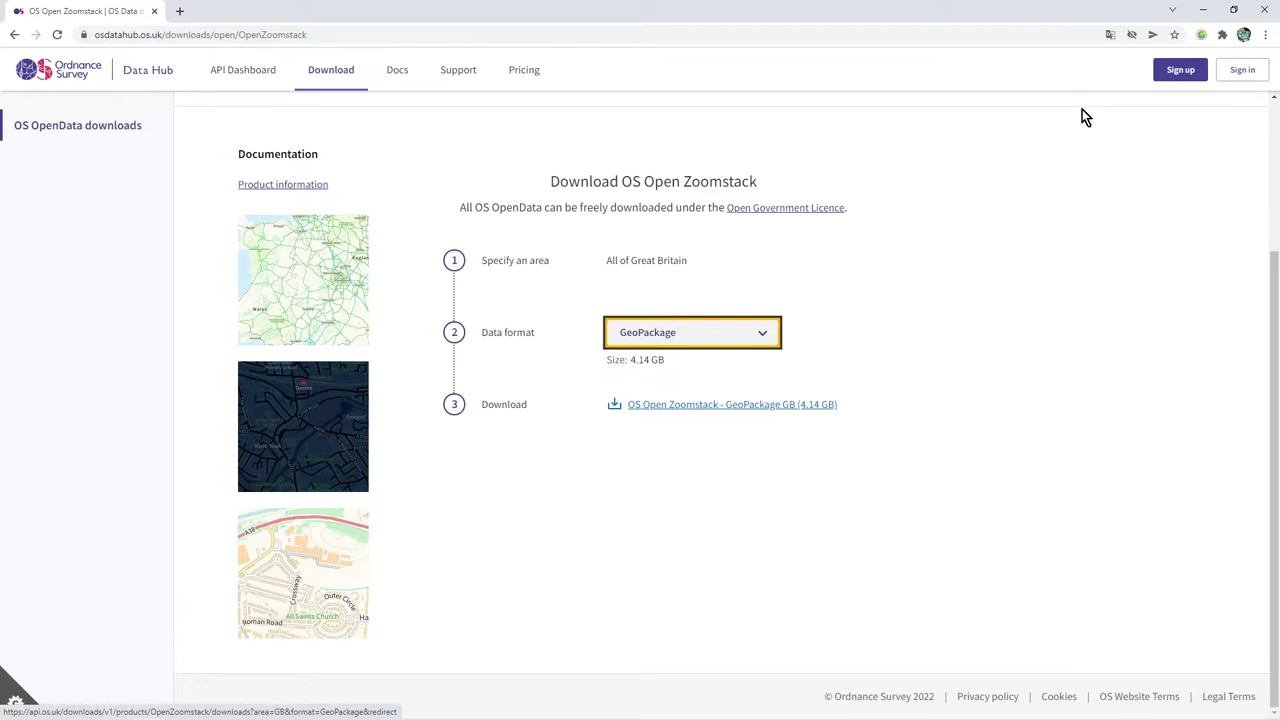 OS Open Zoomstack | OS Data d
osdatahub.os.uk/downloads/open/OpenZoomstack
Ordnance Survey
Data Hub
API Dashboard
Download
Docs
Support
Pricing
Sign up
Sign in
OS OpenData downloads
Documentation
Product information
Download OS Open Zoomstack
All OS OpenData can be freely downloaded under the Open Government Licence.
1 Specify an area All of Great Britain
2 Data format GeoPackage
Size: 4.14 GB
3 Download OS Open Zoomstack - GeoPackage GB (4.14 GB)
Wales
A38
Crossway
Outer Circle
All Saints Church
Roman Road
Ha
© Ordnance Survey 2022 | Privacy policy | Cookies | OS Website Terms | Legal Terms
https://api.os.uk/downloads/v1/products/OpenZoomstack/downloads?area=GB&format=GeoPackage&redirect